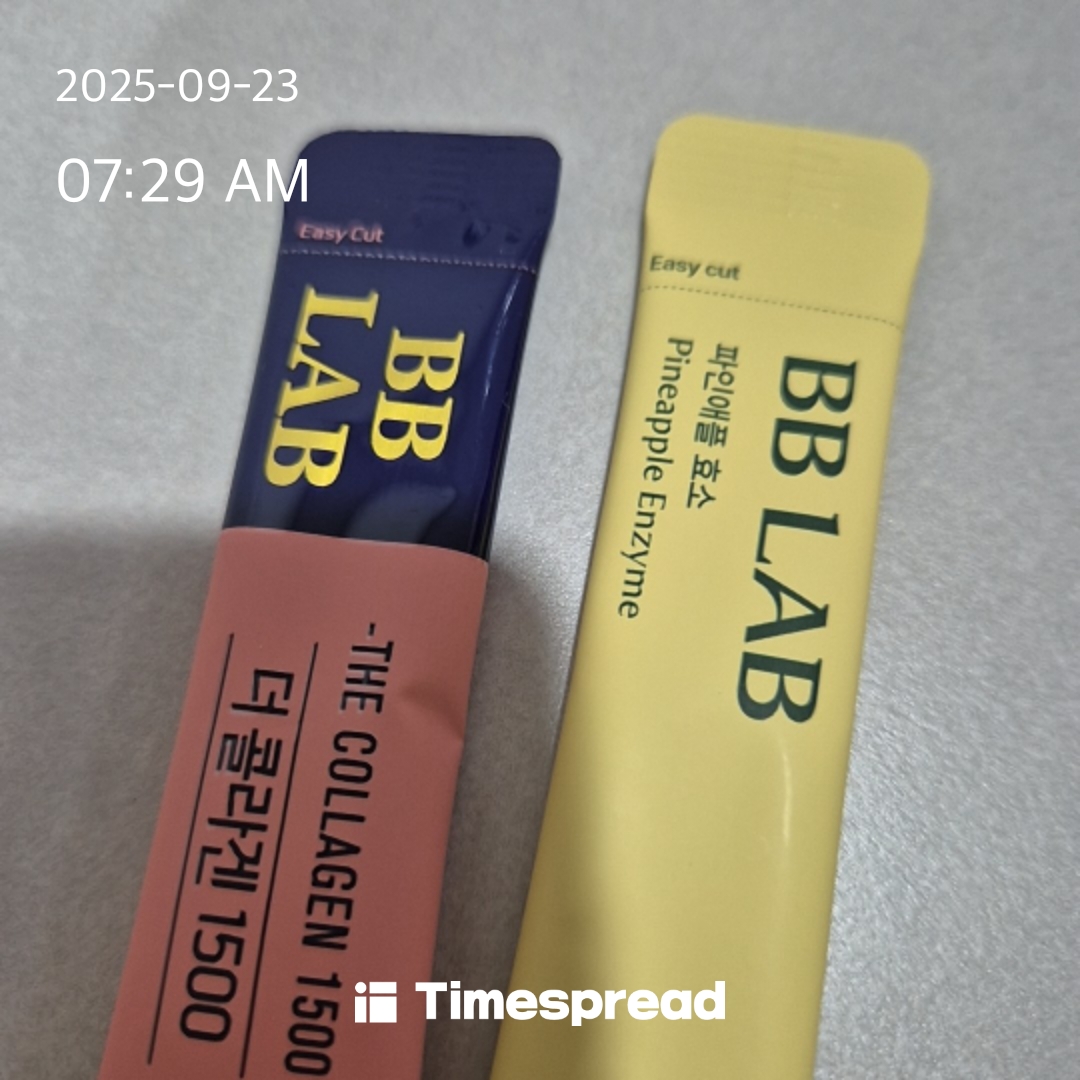 2025-09-23
07:29 AM
Easy Cut
BB
LAB
-THE COLLAGEN 1500
더 콜라겐 1500
Easy cut
BB LAB
파인애플 효소
Pineapple Enzyme
Timespread